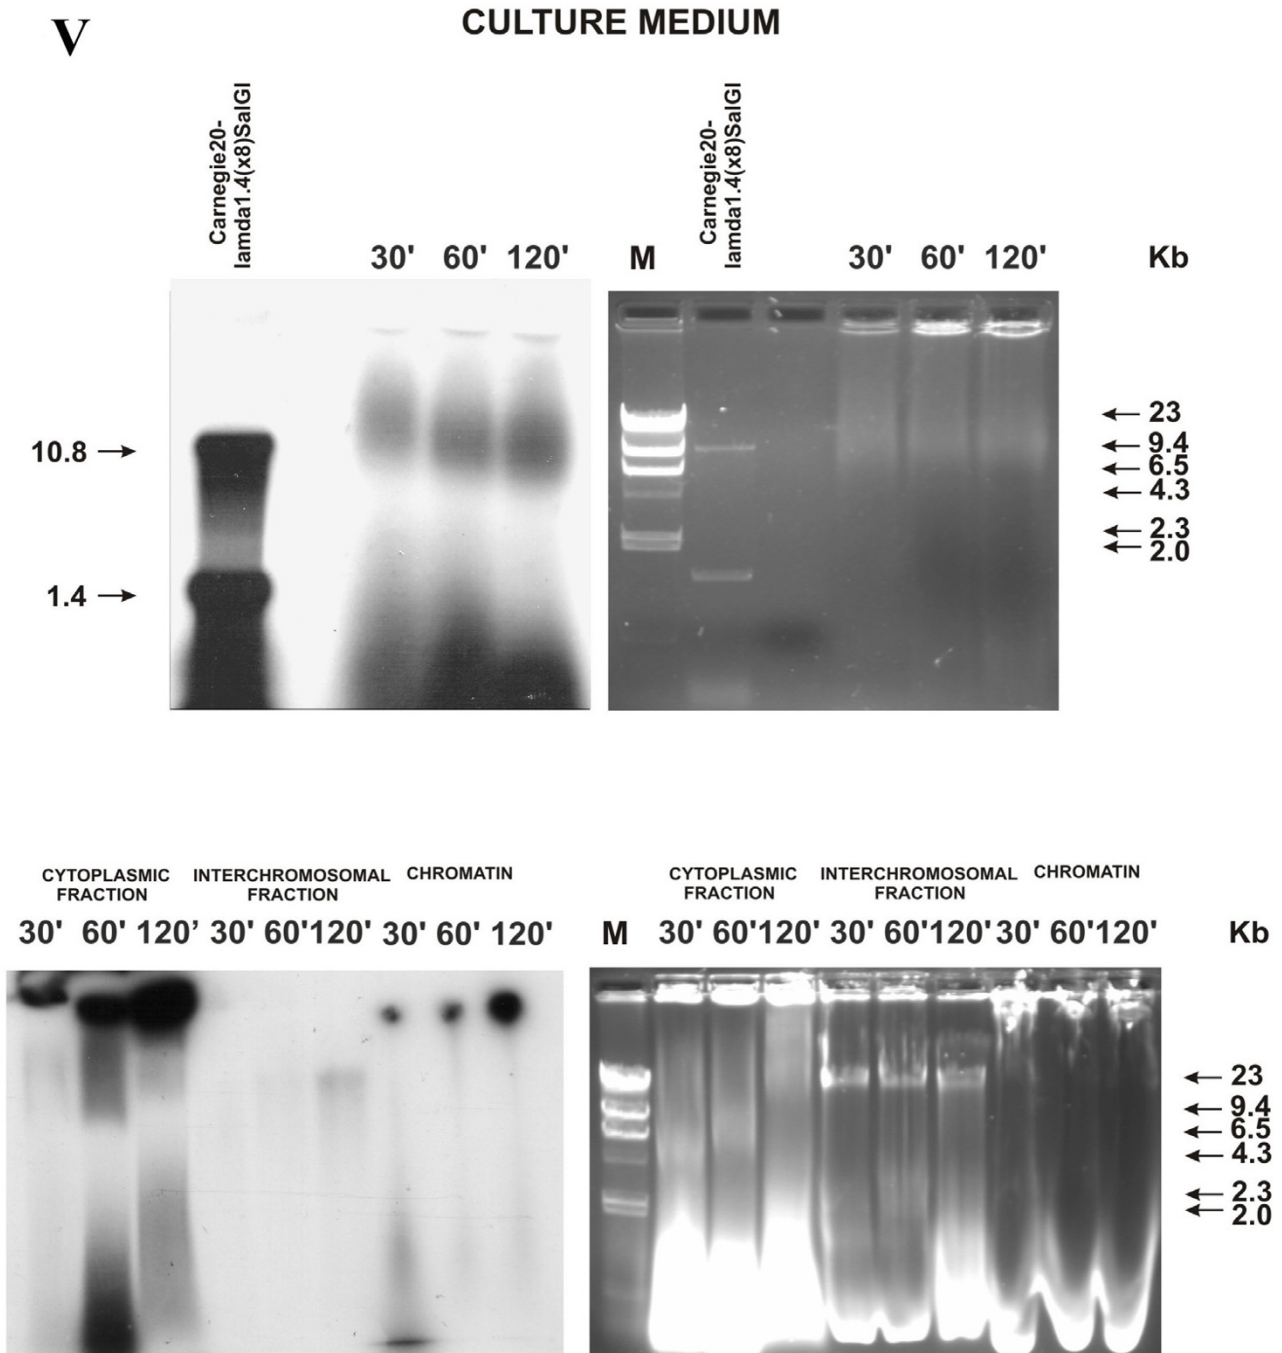 V
CULTURE MEDIUM
Carnegie20-
lamda1.4(x8)SalGI
30' 60' 120'
10.8
1.4
M
Carnegie20-
lamda1.4(x8)SalGI
30' 60' 120'
Kb
23
9.4
6.5
4.3
2.3
2.0
CYTOPLASMIC
FRACTION
INTERCHROMOSOMAL
FRACTION
CHROMATIN
30' 60' 120’ 30' 60'120' 30' 60' 120'
CYTOPLASMIC
FRACTION
INTERCHROMOSOMAL
FRACTION
CHROMATIN
M 30' 60'120' 30' 60'120' 30' 60'120'
Kb
23
9.4
6.5
4.3
2.3
2.0